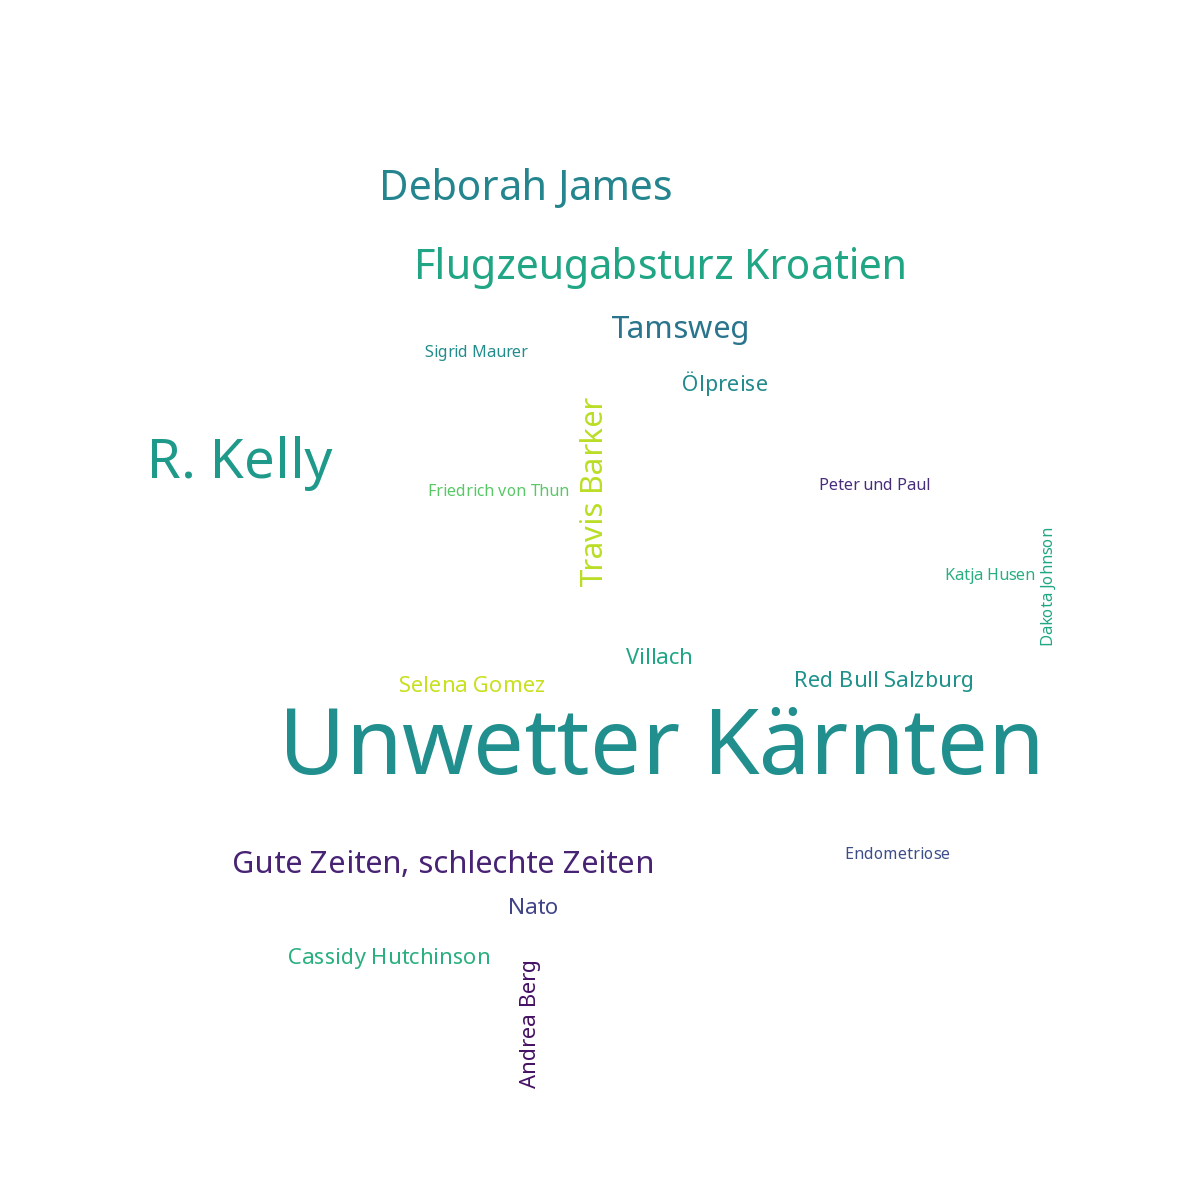 Deborah James
Flugzeugabsturz Kroatien
Tamsweg
Sigrid Maurer
Ölpreise
Travis Barker
R. Kelly
Friedrich von Thun
Peter und Paul
Katja Husen
Dakota Johnson
Villach
Selena Gomez
Red Bull Salzburg
Unwetter Kärnten
Gute Zeiten, schlechte Zeiten
Endometriose
Nato
Cassidy Hutchinson
Andrea Berg